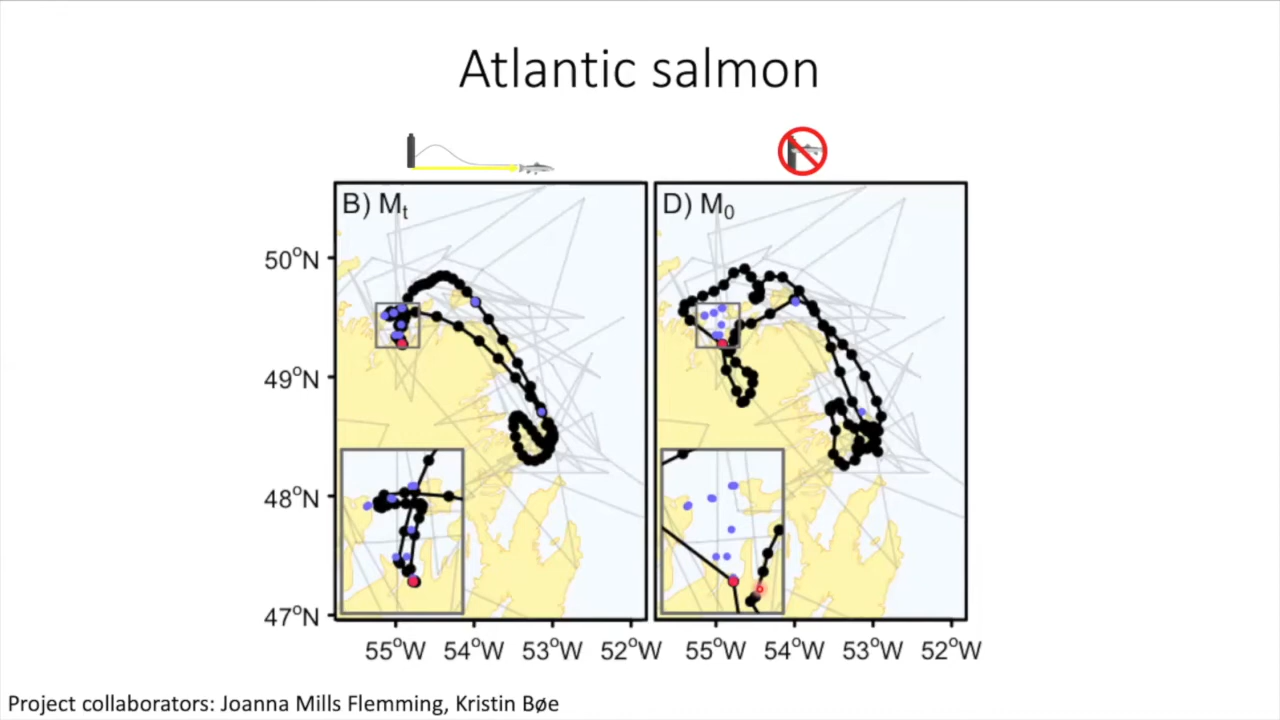 Atlantic salmon
B) Mt
D) M0
50°N
49°N
48°N
47°N
55°W 54°W 53°W 52°W
55°W 54°W 53°W 52°W
Project collaborators: Joanna Mills Flemming, Kristin Bøe